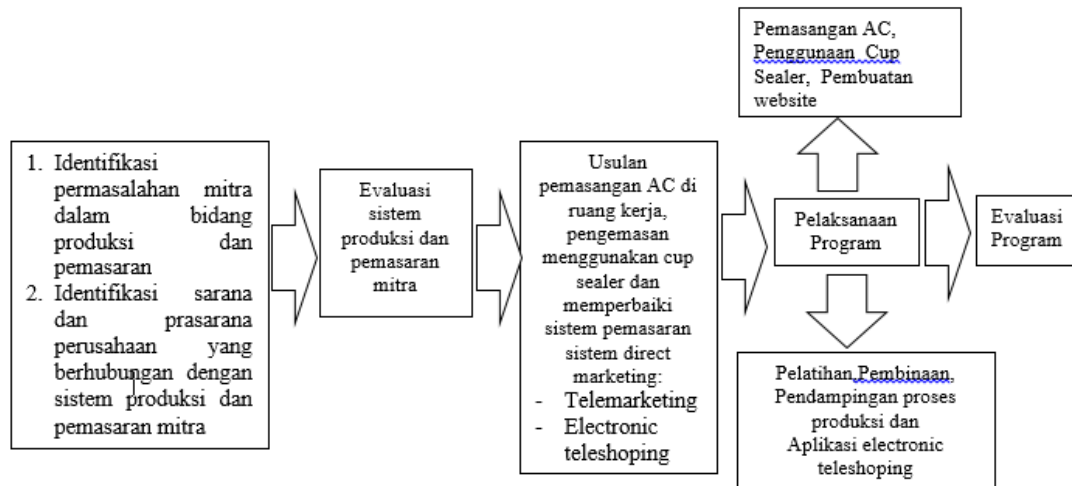 1. Identifikasi
permasalahan mitra
dalam bidang
produksi dan
pemasaran
2. Identifikasi sarana
dan prasarana
perusahaan yang
berhubungan dengan
sistem produksi dan
pemasaran mitra
Evaluasi
sistem
produksi dan
pemasaran
mitra
Usulan
pemasangan AC di
ruang kerja,
pengemasan
menggunakan cup
sealer dan
memperbaiki
sistem pemasaran
sistem direct
marketing:
- Telemarketing
- Electronic
teleshoping
Pemasangan AC,
Penggunaan Cup
Sealer, Pembuatan
website
Pelaksanaan
Program
Pelatihan,Pembinaan,
Pendampingan proses
produksi dan
Aplikasi electronic
teleshoping
Evaluasi
Program